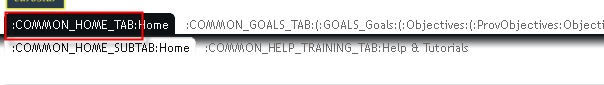 :COMMON_HOME_TAB:Home :COMMON_GOALS_TAB:(:GOALS_Goals:(:Objectives:(:ProvObjectives:Objecti
:COMMON_HOME_SUBTAB:Home :COMMON_HELP_TRAINING_TAB:Help & Tutorials